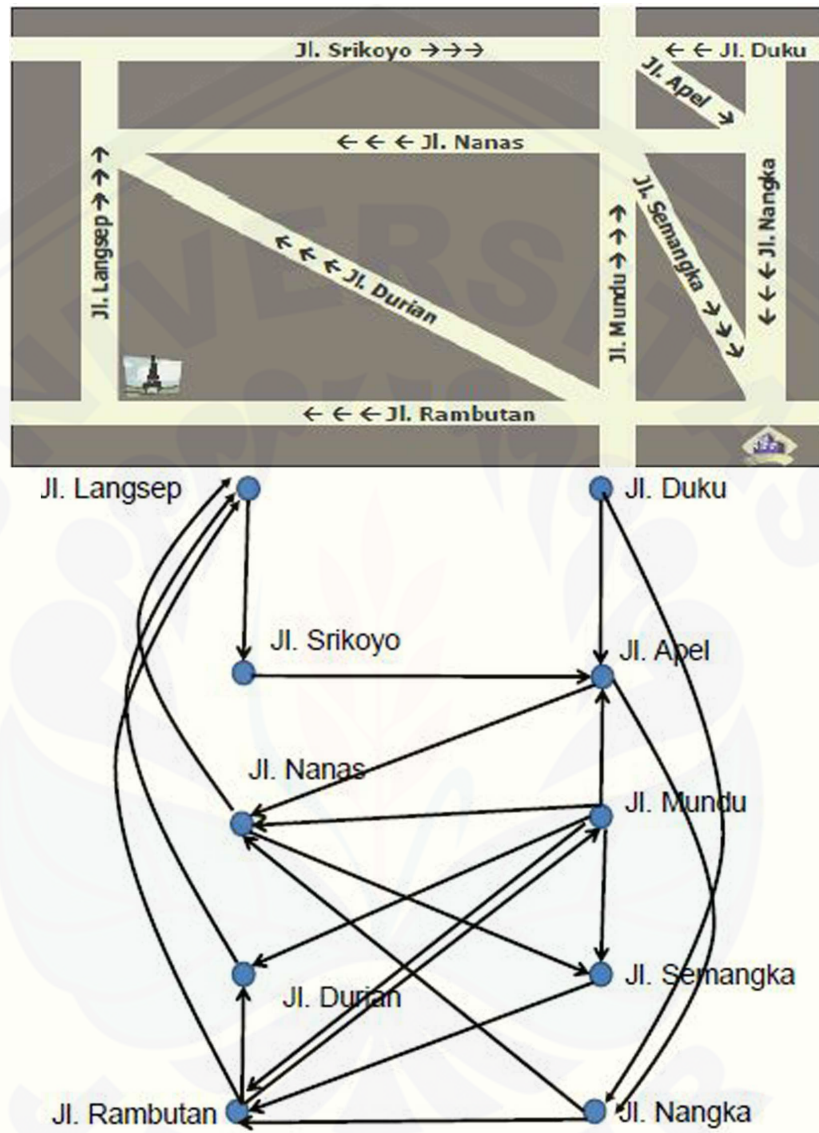 Jl. Srikoyo →→→
← ← Jl. Duku
Jl. Apel →
← ← ← Jl. Nanas
Jl. Langsep→→→
← ← ← Jl. Durian
Jl. Mundu→→→
Jl. Semangka →→→
← ← ← Jl. Nangka
← ← ← Jl. Rambutan
UNIVERSITAS
Jl. Langsep
Jl. Duku
Jl. Srikoyo
Jl. Apel
Jl. Nanas
Jl. Mundu
Jl. Durian
Jl. Semangka
Jl. Rambutan
Jl. Nangka